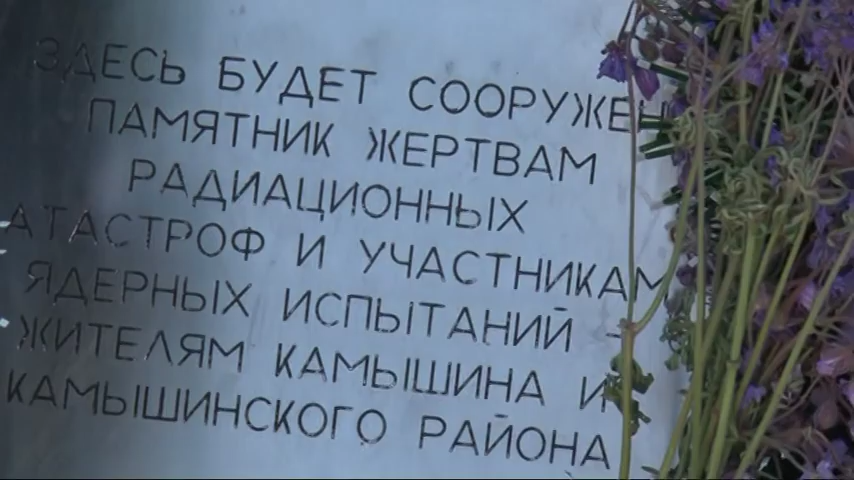 ЗДЕСЬ БУДЕТ СООРУЖЕН
ПАМЯТНИК ЖЕРТВАМ
РАДИАЦИОННЫХ
АТАСТРОФ И УЧАСТНИКАМ
ЯДЕРНЫХ ИСПЫТАНИЙ -
ЖИТЕЛЯМ КАМЫШИНА И
КАМЫШИНСКОГО РАЙОНА